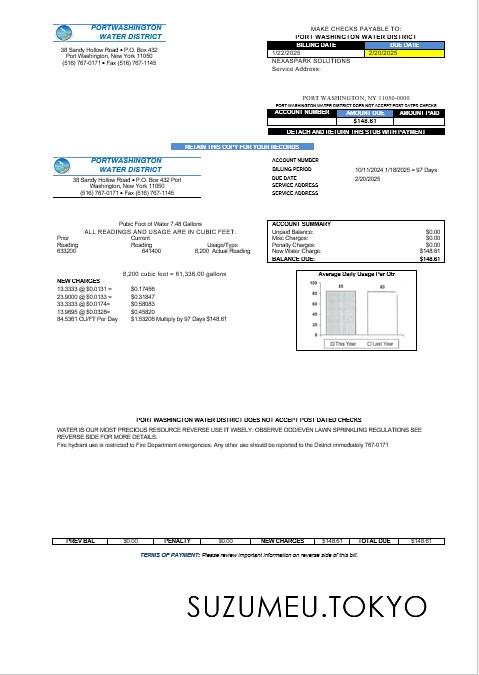 PORTWASHINGTON
WATER DISTRICT
38 Sandy Hollow Road • P.O. Box 432
Port Washington, New York 11050
(516) 767-0171 • Fax (516) 767-1145
MAKE CHECKS PAYABLE TO:
PORT WASHINGTON WATER DISTRICT
BILLING DATE DUE DATE
1/22/2025 2/20/2025
NEXASPARK SOLUTIONS
Service Address:
PORT WASHINGTON, NY 11050-0000
PORT WASHINGTON WATER DISTRICT DOES NOT ACCEPT POST DATED CHECKS
ACCOUNT NUMBER AMOUNT DUE AMOUNT PAID
$148.61
DETACH AND RETURN THIS STUB WITH PAYMENT
RETAIN THIS COPY FOR YOUR RECORDS
PORTWASHINGTON
WATER DISTRICT
38 Sandy Hollow Road • P.O. Box 432 Port
Washington, New York 11050
(516) 767-0171 • Fax (516) 767-1145
ACCOUNT NUMBER
BILLING PERIOD 10/11/2024 1/18/2025 = 97 Days
DUE DATE 2/20/2025
SERVICE ADDRESS
SERVICE ADDRESS
Cubic Foot of Water 7.48 Gallons
ALL READINGS AND USAGE ARE IN CUBIC FEET.
Prior Current
Reading Reading Usage/Type
633200 641400 8,200 Actual Reading
8,200 cubic foot = 61,336.00 gallons
NEW CHARGES
13.3333 @ $0.0131 = $0.17456
23.9000 @ $0.0133 = $0.31847
33.3333 @ $0.0174= $0.58083
13.9695 @ $0.0328= $0.45820
84.5361 CU/FT Per Day $1.53206 Multiply by 97 Days $148.61
ACCOUNT SUMMARY
Unpaid Balance: $0.00
Misc Charges: $0.00
Penalty Charges: $0.00
New Water Charge: $148.61
BALANCE DUE: $148.61
Average Daily Usage Per Qtr
100
80
60
40
20
0
This Year Last Year
PORT WASHINGTON WATER DISTRICT DOES NOT ACCEPT POST DATED CHECKS
WATER IS OUR MOST PRECIOUS RESOURCE REVERSE USE IT WISELY. OBSERVE ODD/EVEN LAWN SPRINKLING REGULATIONS SEE
REVERSE SIDE FOR MORE DETAILS.
Fire hydrant use is restricted to Fire Department emergencies. Any other use should be reported to the District immediately 767-0171
PREV BAL $0.00 PENALTY $0.00 NEW CHARGES $148.61 TOTAL DUE $148.61
TERMS OF PAYMENT: Please review important information on reverse side of this bill.
SUZUMEU.TOKYO